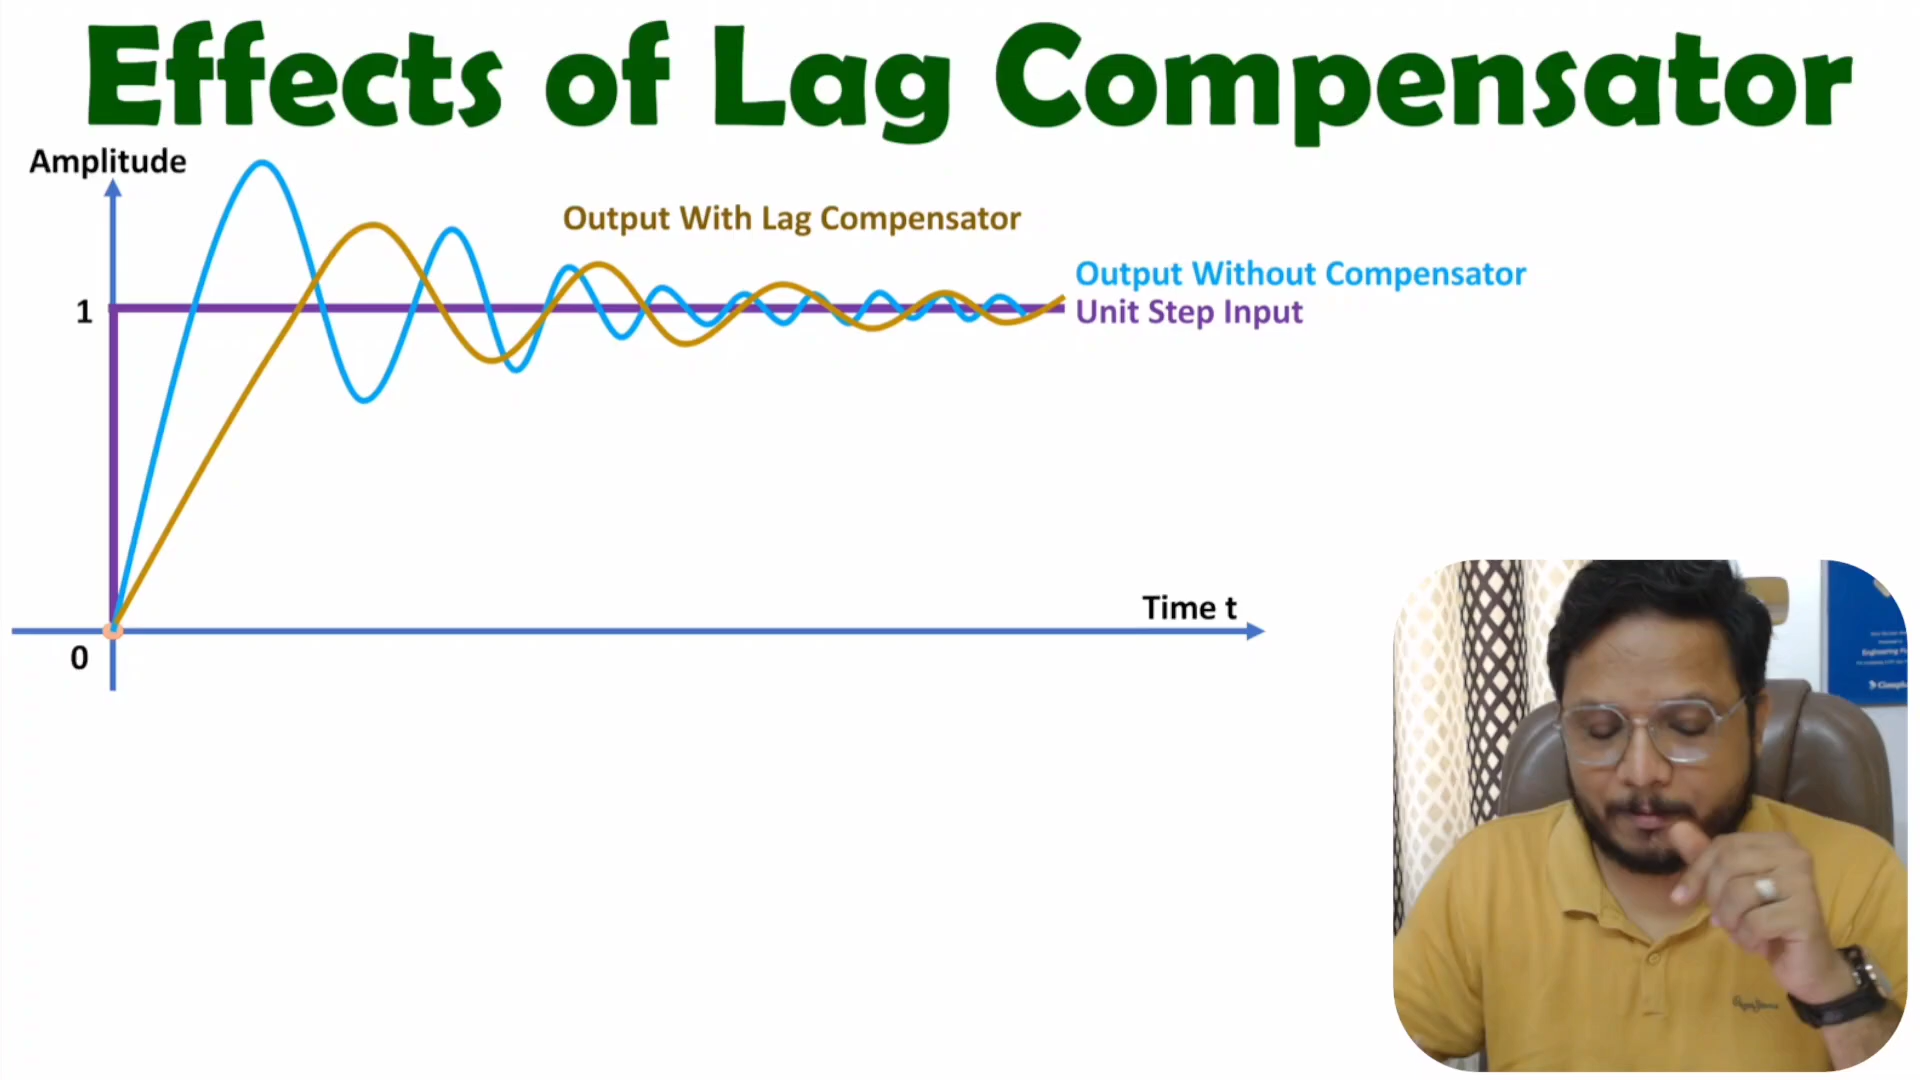 Effects of Lag Compensator
Amplitude
Output With Lag Compensator
Output Without Compensator
1
Unit Step Input
Time t
0